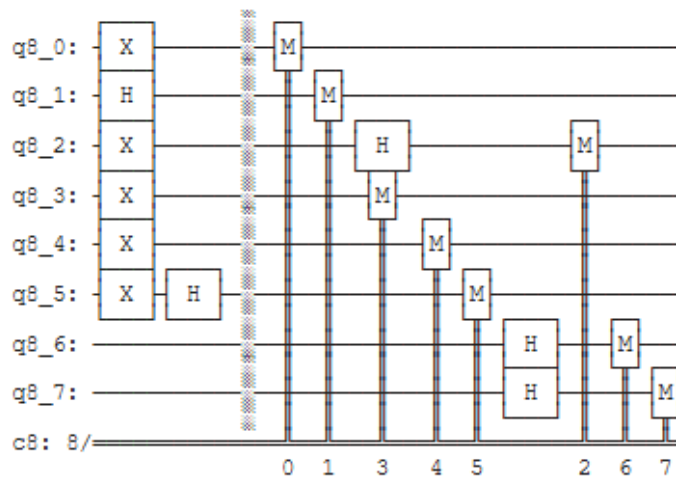 q8_0: X M
q8_1: H M
q8_2: X H M
q8_3: X M
q8_4: X M
q8_5: X H M
q8_6: H M
q8_7: H M
c8: 8/
0 1 3 4 5 2 6 7